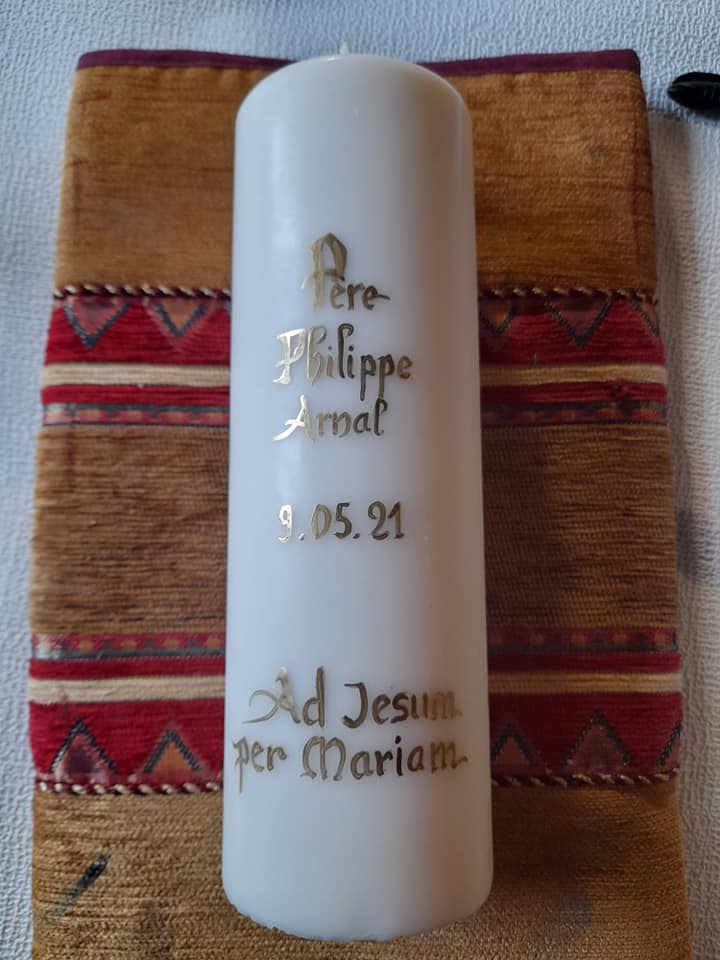 Père
Philippe
Arnal
9.05.21
Ad Jesum
per Mariam